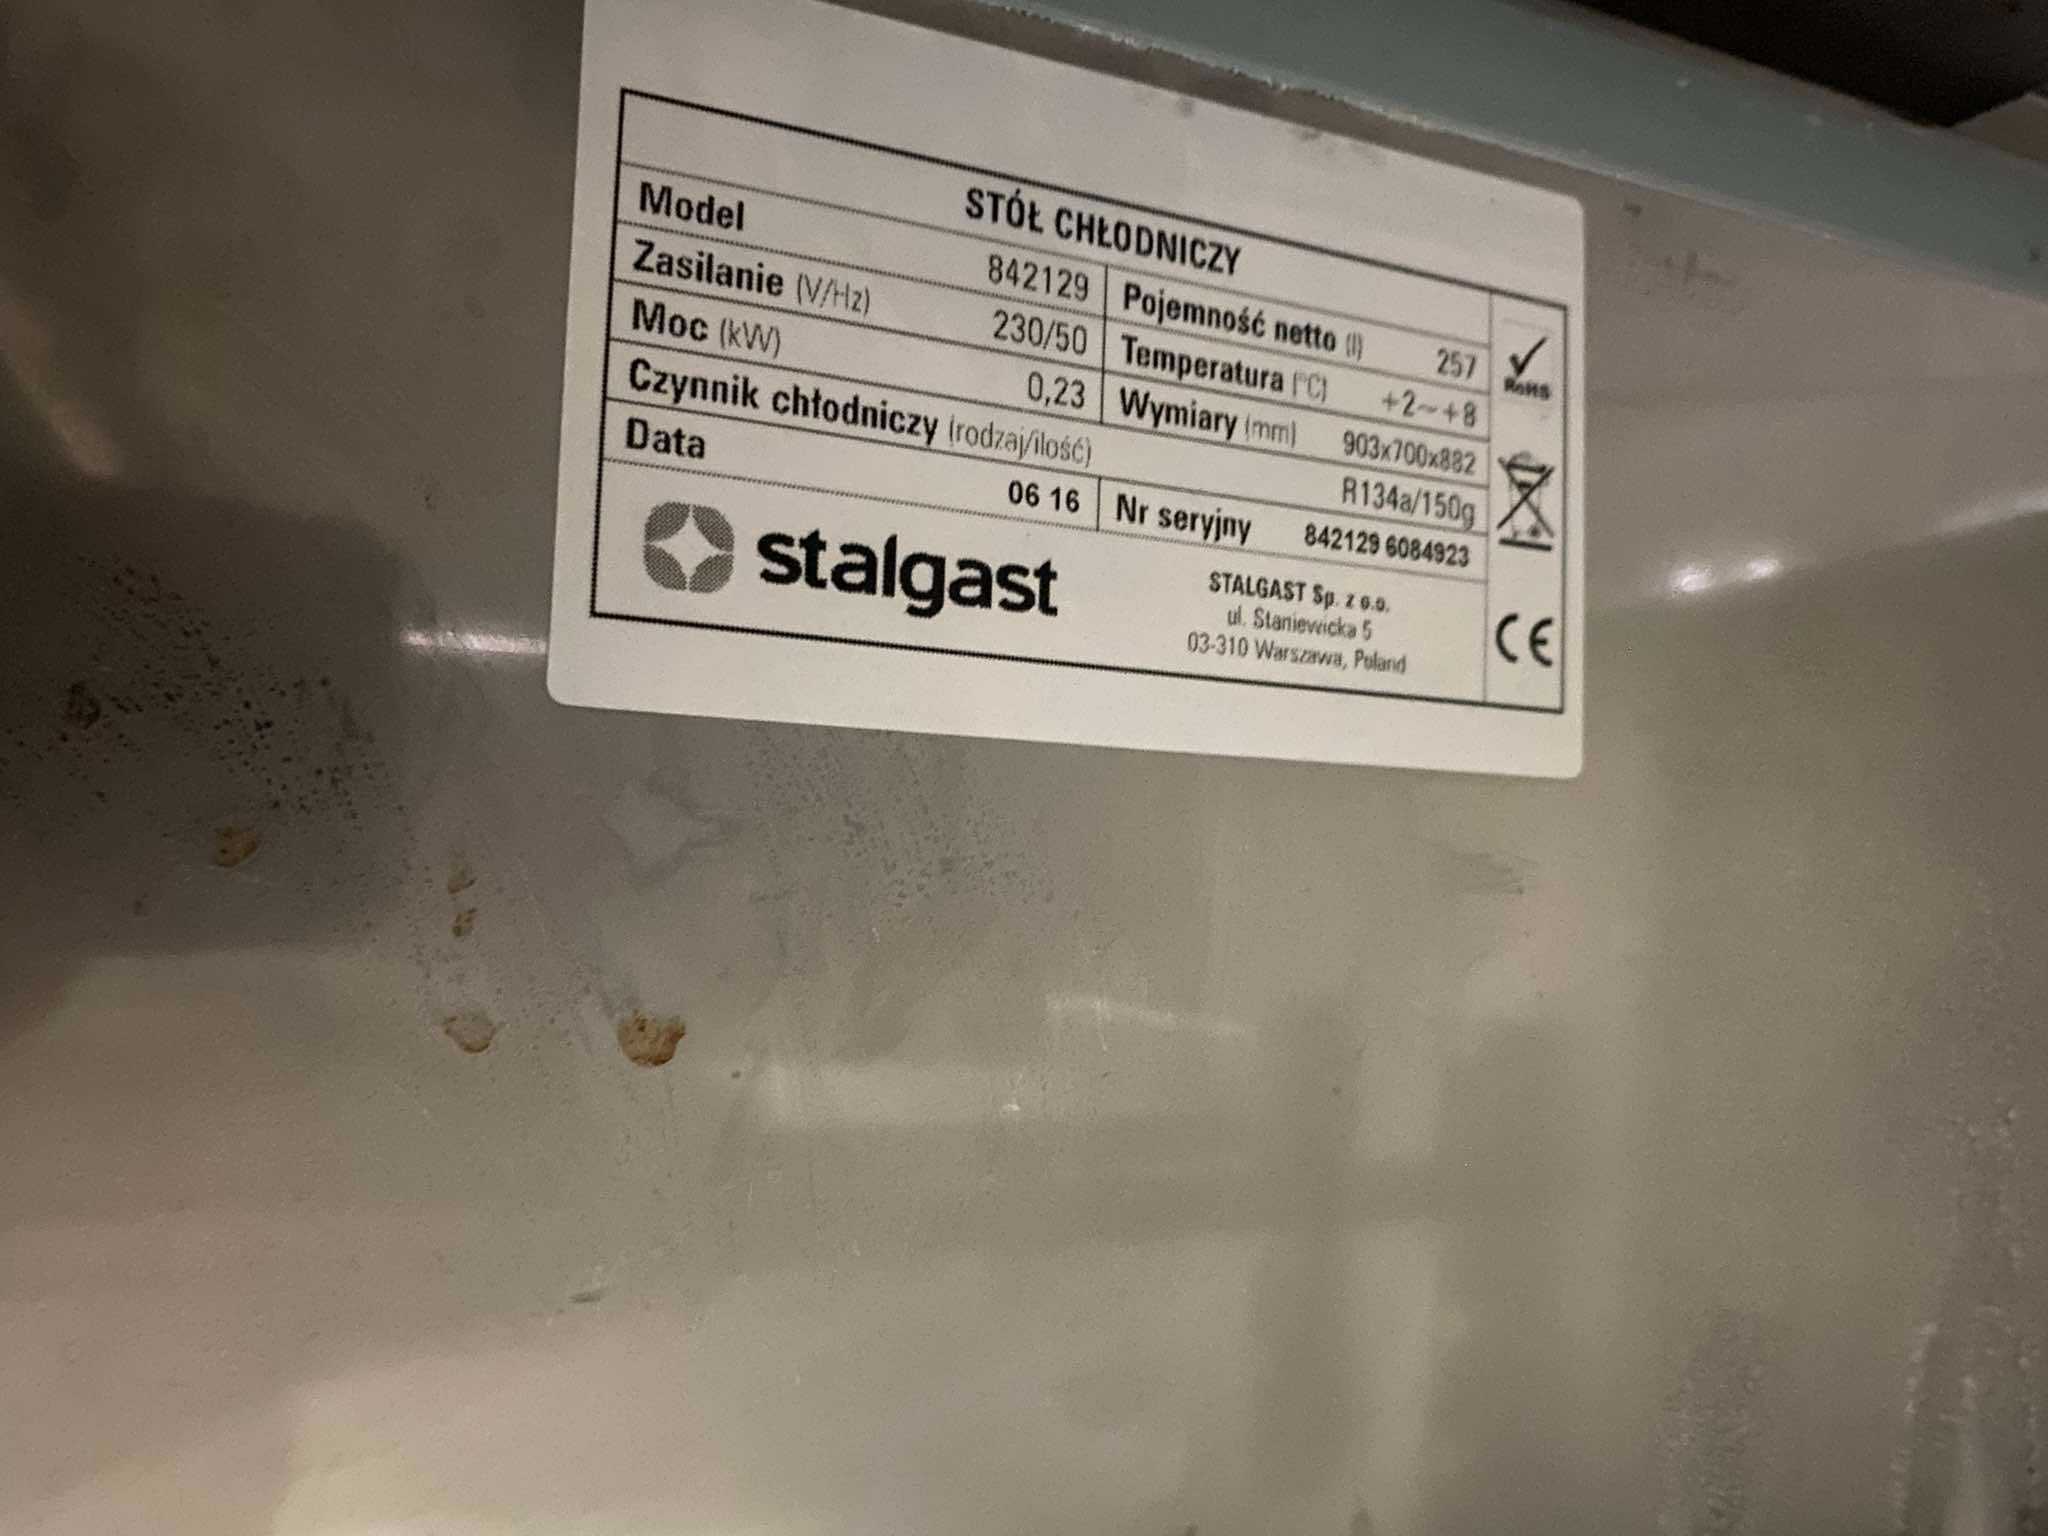 STÓŁ CHŁODNICZY
Model 842129 Pojemność netto (l) 257
Zasilanie (V/Hz) 230/50 Temperatura (°C) +2~+8
Moc (kW) 0,23 Wymiary (mm) 903x700x882
Czynnik chłodniczy (rodzaj/ilość) R134a/150g
Data 06 16 Nr seryjny 842129 6084923
RoHS
stalgast
STALGAST Sp. z o.o.
ul. Staniewicka 5
03-310 Warszawa, Poland
CE